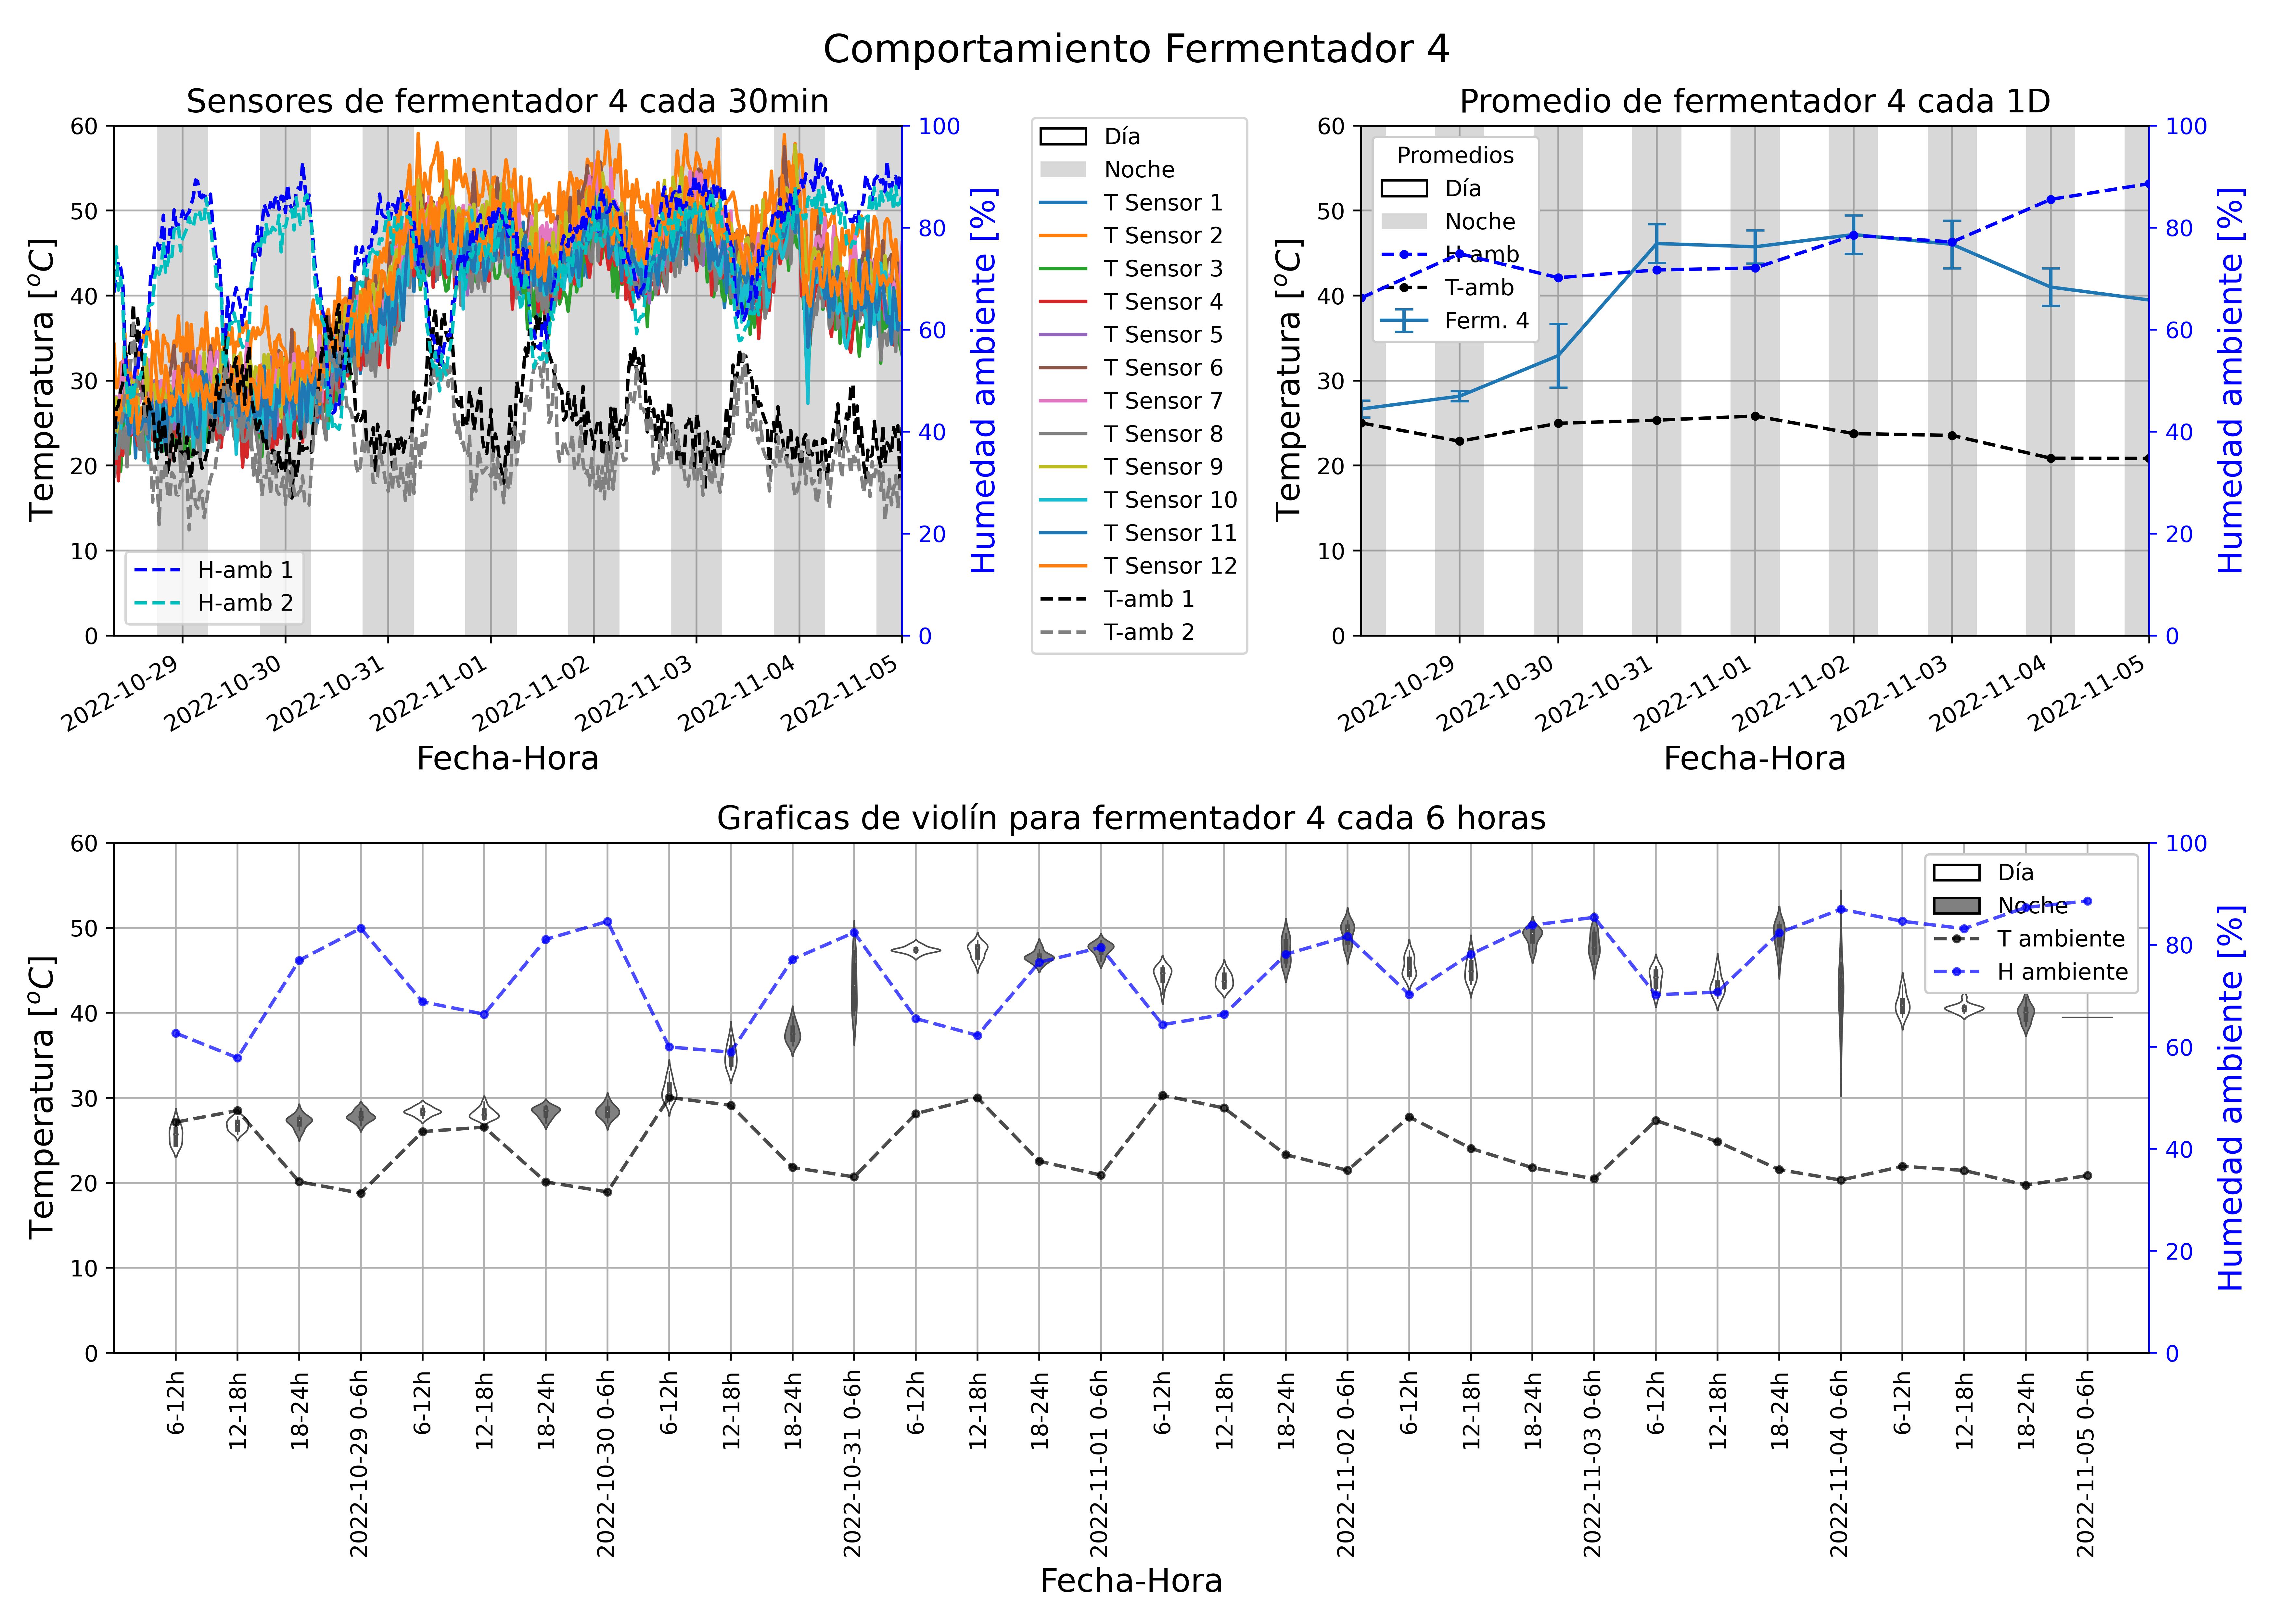 Comportamiento Fermentador 4
Sensores de fermentador 4 cada 30min
60
50
40
30
20
10
0
Temperatura [°C]
100
80
60
40
20
0
Humedad ambiente [%]
H-amb 1
H-amb 2
2022-10-29
2022-10-30
2022-10-31
2022-11-01
2022-11-02
2022-11-03
2022-11-04
2022-11-05
Fecha-Hora
Día
Noche
T Sensor 1
T Sensor 2
T Sensor 3
T Sensor 4
T Sensor 5
T Sensor 6
T Sensor 7
T Sensor 8
T Sensor 9
T Sensor 10
T Sensor 11
T Sensor 12
T-amb 1
T-amb 2
Promedio de fermentador 4 cada 1D
60
50
40
30
20
10
0
Temperatura [°C]
Promedios
Día
Noche
H-amb
T-amb
Ferm. 4
100
80
60
40
20
0
Humedad ambiente [%]
2022-10-29
2022-10-30
2022-10-31
2022-11-01
2022-11-02
2022-11-03
2022-11-04
2022-11-05
Fecha-Hora
Graficas de violín para fermentador 4 cada 6 horas
60
50
40
30
20
10
0
Temperatura [°C]
Día
Noche
T ambiente
H ambiente
100
80
60
40
20
0
Humedad ambiente [%]
6-12h
12-18h
18-24h
2022-10-29 0-6h
6-12h
12-18h
18-24h
2022-10-30 0-6h
6-12h
12-18h
18-24h
2022-10-31 0-6h
6-12h
12-18h
18-24h
2022-11-01 0-6h
6-12h
12-18h
18-24h
2022-11-02 0-6h
6-12h
12-18h
18-24h
2022-11-03 0-6h
6-12h
12-18h
18-24h
2022-11-04 0-6h
6-12h
12-18h
18-24h
2022-11-05 0-6h
Fecha-Hora